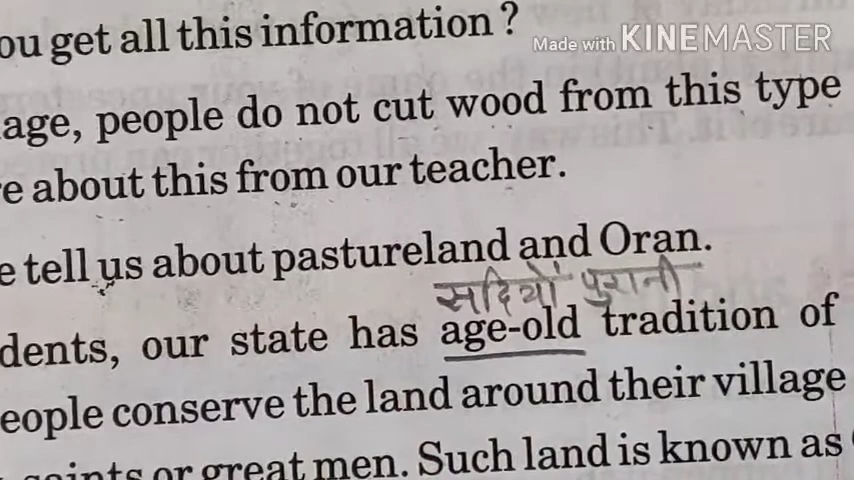 ou get all this information ?
Made with KINEMASTER
age, people do not cut wood from this type
e about this from our teacher.
e tell us about pastureland and Oran.
सदियों पुरानी
dents, our state has age-old tradition of
eople conserve the land around their village
saints or great men. Such land is known as